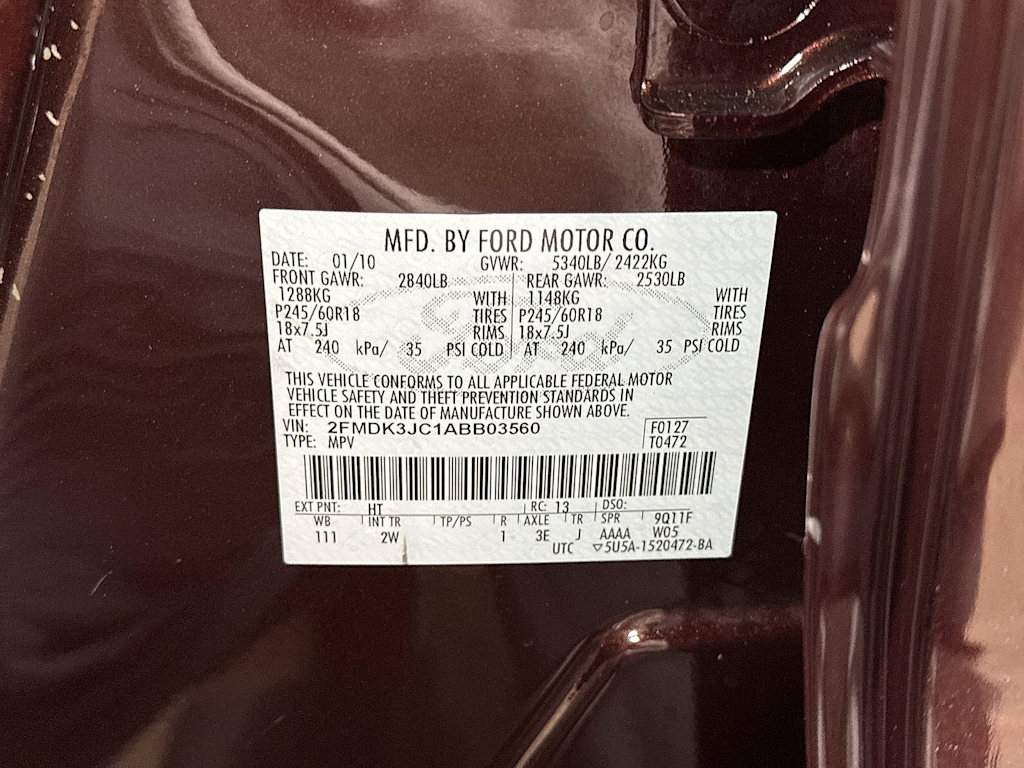 MFD. BY FORD MOTOR CO.
DATE: 01/10 GVWR: 5340LB/ 2422KG
FRONT GAWR: 2840LB REAR GAWR: 2530LB
1288KG WITH 1148KG WITH
P245/60R18 TIRES P245/60R18 TIRES
18x7.5J RIMS 18x7.5J RIMS
AT 240 kPa/ 35 PSI COLD AT 240 kPa/ 35 PSI COLD
THIS VEHICLE CONFORMS TO ALL APPLICABLE FEDERAL MOTOR
VEHICLE SAFETY AND THEFT PREVENTION STANDARDS IN
EFFECT ON THE DATE OF MANUFACTURE SHOWN ABOVE.
VIN: 2FMDK3JC1ABB03560 F0127
TYPE: MPV T0472
EXT PNT: HT RC: 13 DSO:
WB INT TR TP/PS R AXLE TR SPR 9Q11F
111 2W 1 3E J AAAA W05
UTC ▽5U5A-1520472-BA